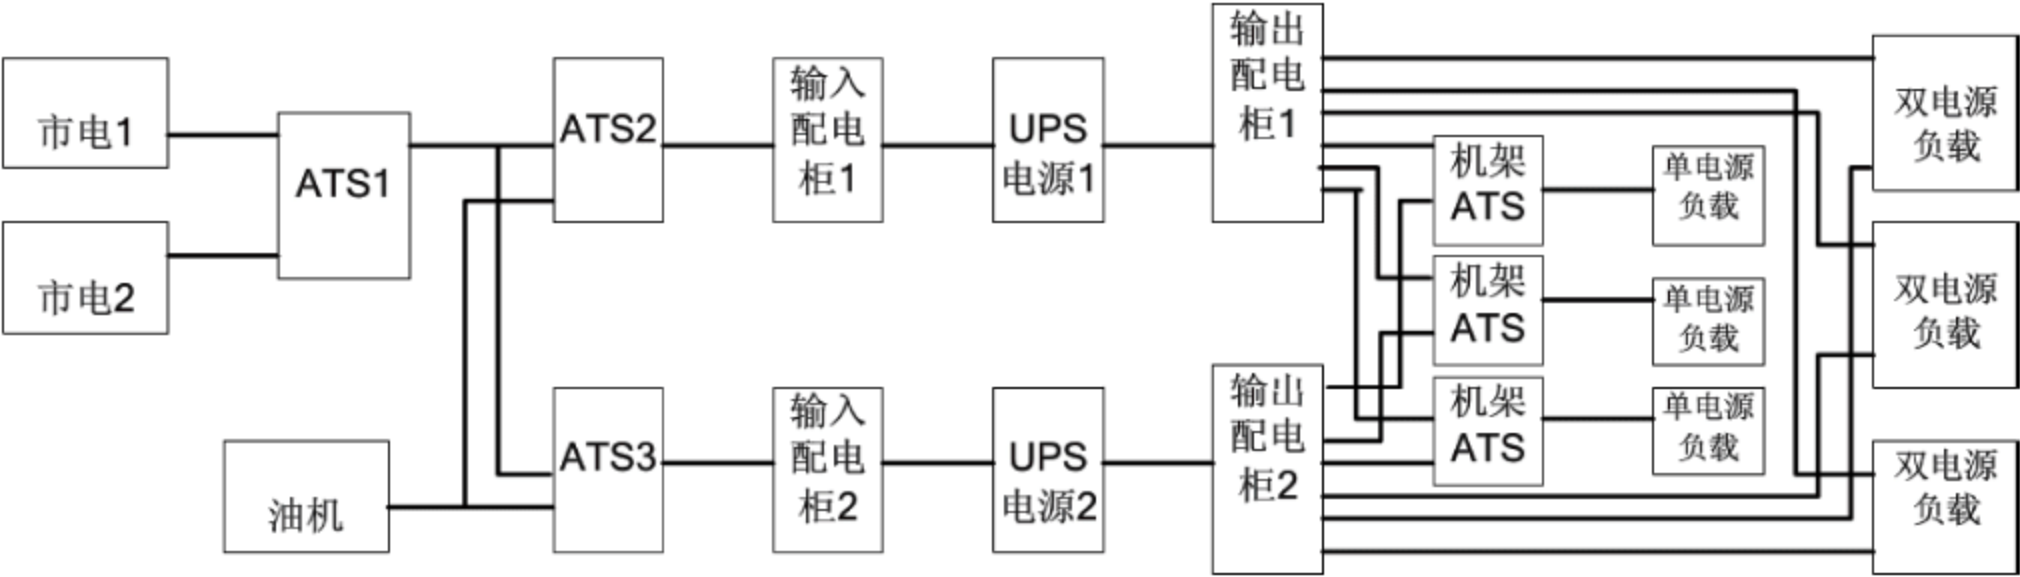 市电1
市电2
油机
ATS1
ATS2
ATS3
输入
配电
柜1
输入
配电
柜2
UPS
电源1
UPS
电源2
输出
配电
柜1
输出
配电
柜2
机架
ATS
机架
ATS
机架
ATS
单电源
负载
单电源
负载
单电源
负载
双电源
负载
双电源
负载
双电源
负载